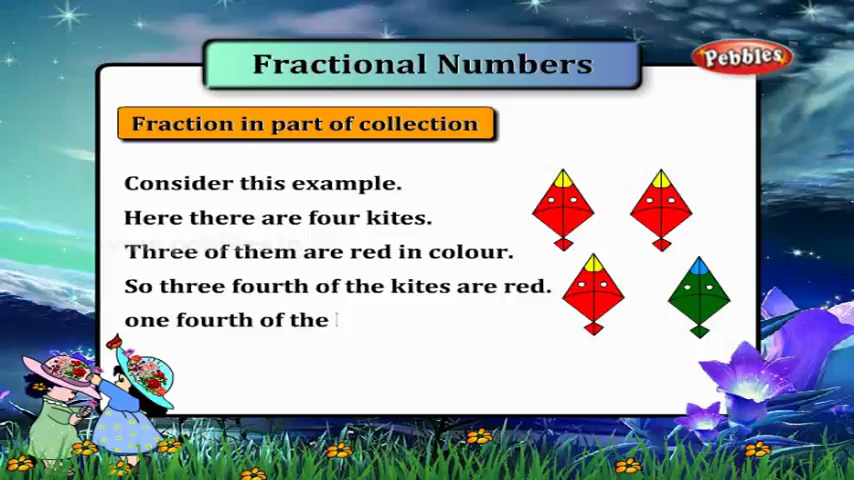 Fractional Numbers
Pebbles
Fraction in part of collection
Consider this example.
Here there are four kites.
Three of them are red in colour.
So three fourth of the kites are red.
one fourth of the